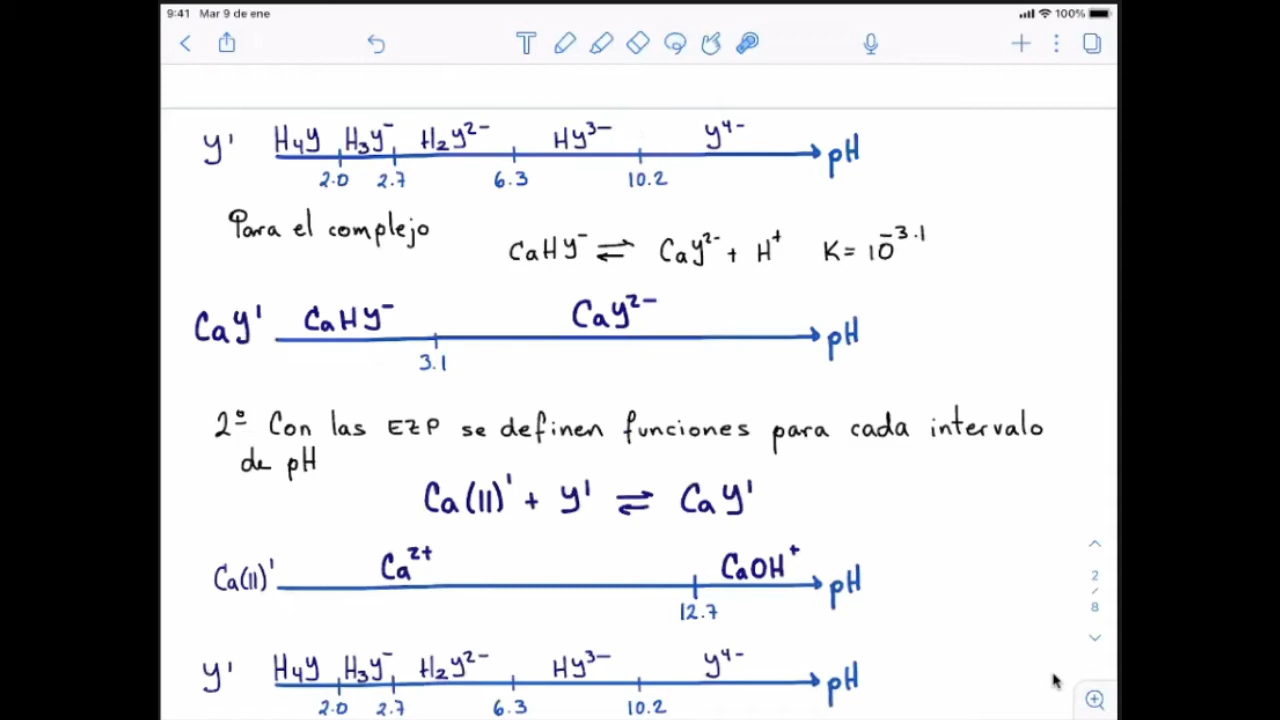 9:41 Mar 9 de ene 100%
y' H₄y H₃y⁻ H₂y²⁻ Hy³⁻ y⁴⁻ pH
2.0 2.7 6.3 10.2
Para el complejo
CaHy⁻ ⇌ Cay²⁻ + H⁺ K = 10⁻³·¹
Cay' CaHy⁻ Cay²⁻ pH
3.1
2º Con las EZP se definen funciones para cada intervalo
de pH
Ca(II)' + y' ⇌ Cay'
Ca(II)' Ca²⁺ CaOH⁺ pH
12.7
y' H₄y H₃y⁻ H₂y²⁻ Hy³⁻ y⁴⁻ pH
2.0 2.7 6.3 10.2
2
/
8